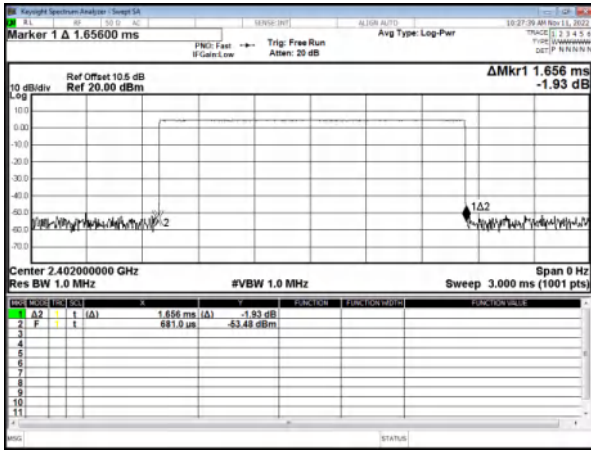 Keysight Spectrum Analyzer - Swept SA
RL RF 50 Ω AC SENSE:INT ALIGN AUTO 10:27:39 AM Nov 11, 2022
Marker 1 Δ 1.65600 ms
PNO: Fast
IFGain:Low
Trig: Free Run
Atten: 20 dB
Avg Type: Log-Pwr
TRACE 1 2 3 4 5 6
TYPE
DET P N N N N N
Ref Offset 10.5 dB
10 dB/div Ref 20.00 dBm
ΔMkr1 1.656 ms
-1.93 dB
Log
10.0
0.00
-10.0
-20.0
-30.0
-40.0
-50.0
-60.0
-70.0
1Δ2
2
Center 2.402000000 GHz
Span 0 Hz
Res BW 1.0 MHz #VBW 1.0 MHz Sweep 3.000 ms (1001 pts)
MKR MODE TRC SCL X Y FUNCTION FUNCTION WIDTH FUNCTION VALUE
1 Δ2 1 t (Δ) 1.656 ms (Δ) -1.93 dB
2 F 1 t 681.0 µs -53.48 dBm
3
4
5
6
7
8
9
10
11
MSG STATUS